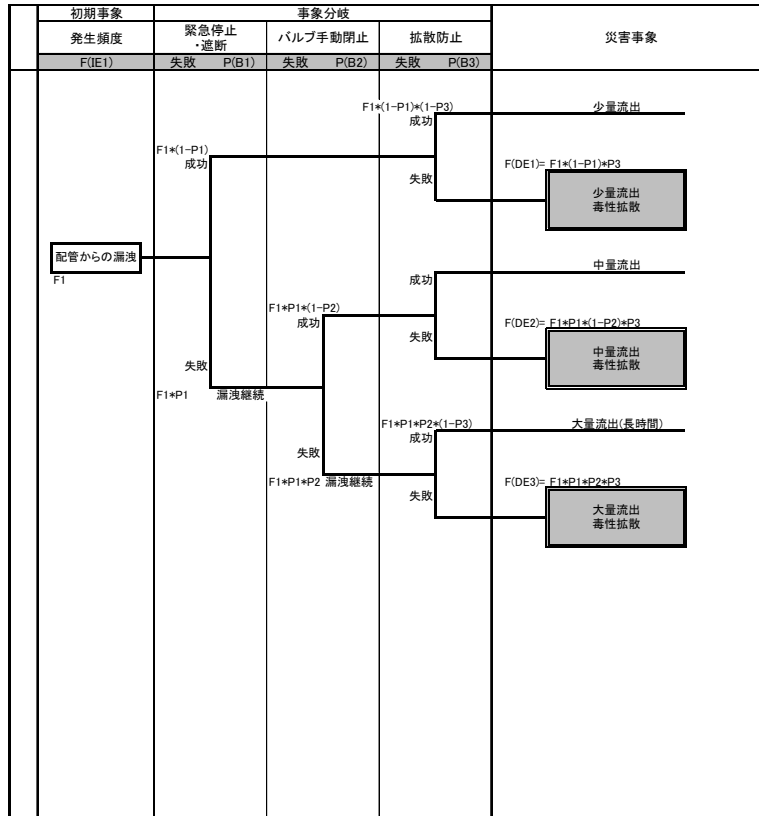 初期事象
事象分岐
発生頻度
緊急停止
・遮断
バルブ手動閉止
拡散防止
災害事象
F(IE1)
失敗 P(B1)
失敗 P(B2)
失敗 P(B3)
F1*(1-P1)*(1-P3)
成功
少量流出
F1*(1-P1)
成功
失敗
F(DE1)= F1*(1-P1)*P3
少量流出
毒性拡散
配管からの漏洩
F1
成功
中量流出
F1*P1*(1-P2)
成功
失敗
F(DE2)= F1*P1*(1-P2)*P3
中量流出
毒性拡散
失敗
F1*P1 漏洩継続
F1*P1*P2*(1-P3)
成功
大量流出(長時間)
失敗
F1*P1*P2 漏洩継続
失敗
F(DE3)= F1*P1*P2*P3
大量流出
毒性拡散